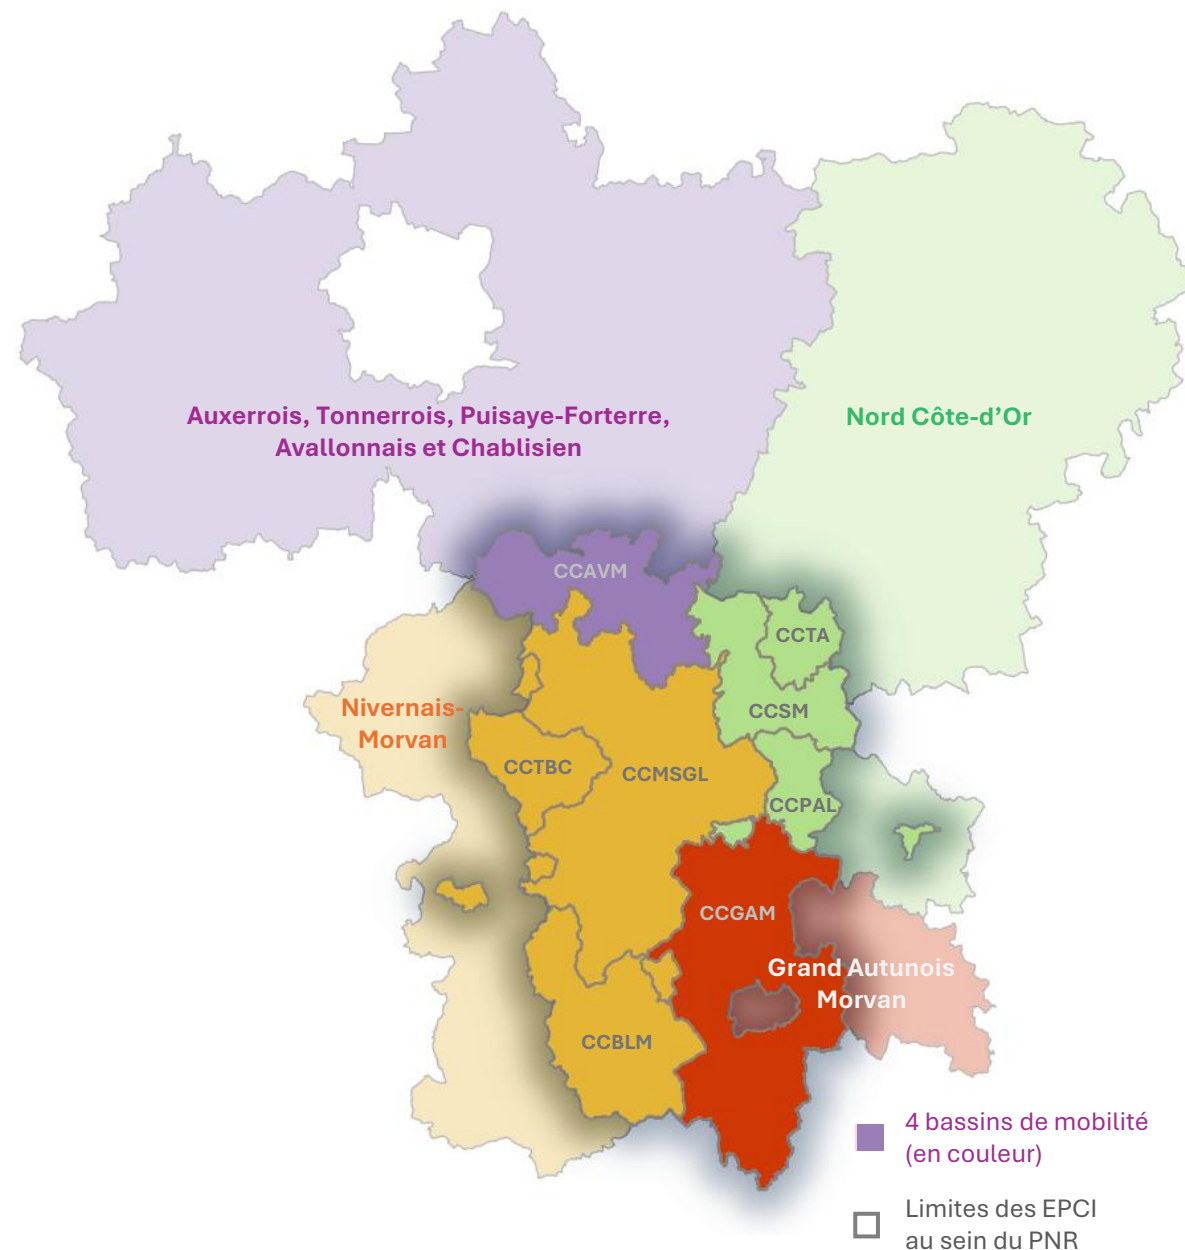 Auxerrois, Tonnerrois, Puisaye-Forterre,
Avallonnais et Chablisien
Nord Côte-d’Or
CCAVM
CCTA
CCSM
Nivernais-
Morvan
CCTBC
CCMSGL
CCPAL
CCGAM
Grand Autunois
Morvan
CCBLM
4 bassins de mobilité
(en couleur)
Limites des EPCI
au sein du PNR